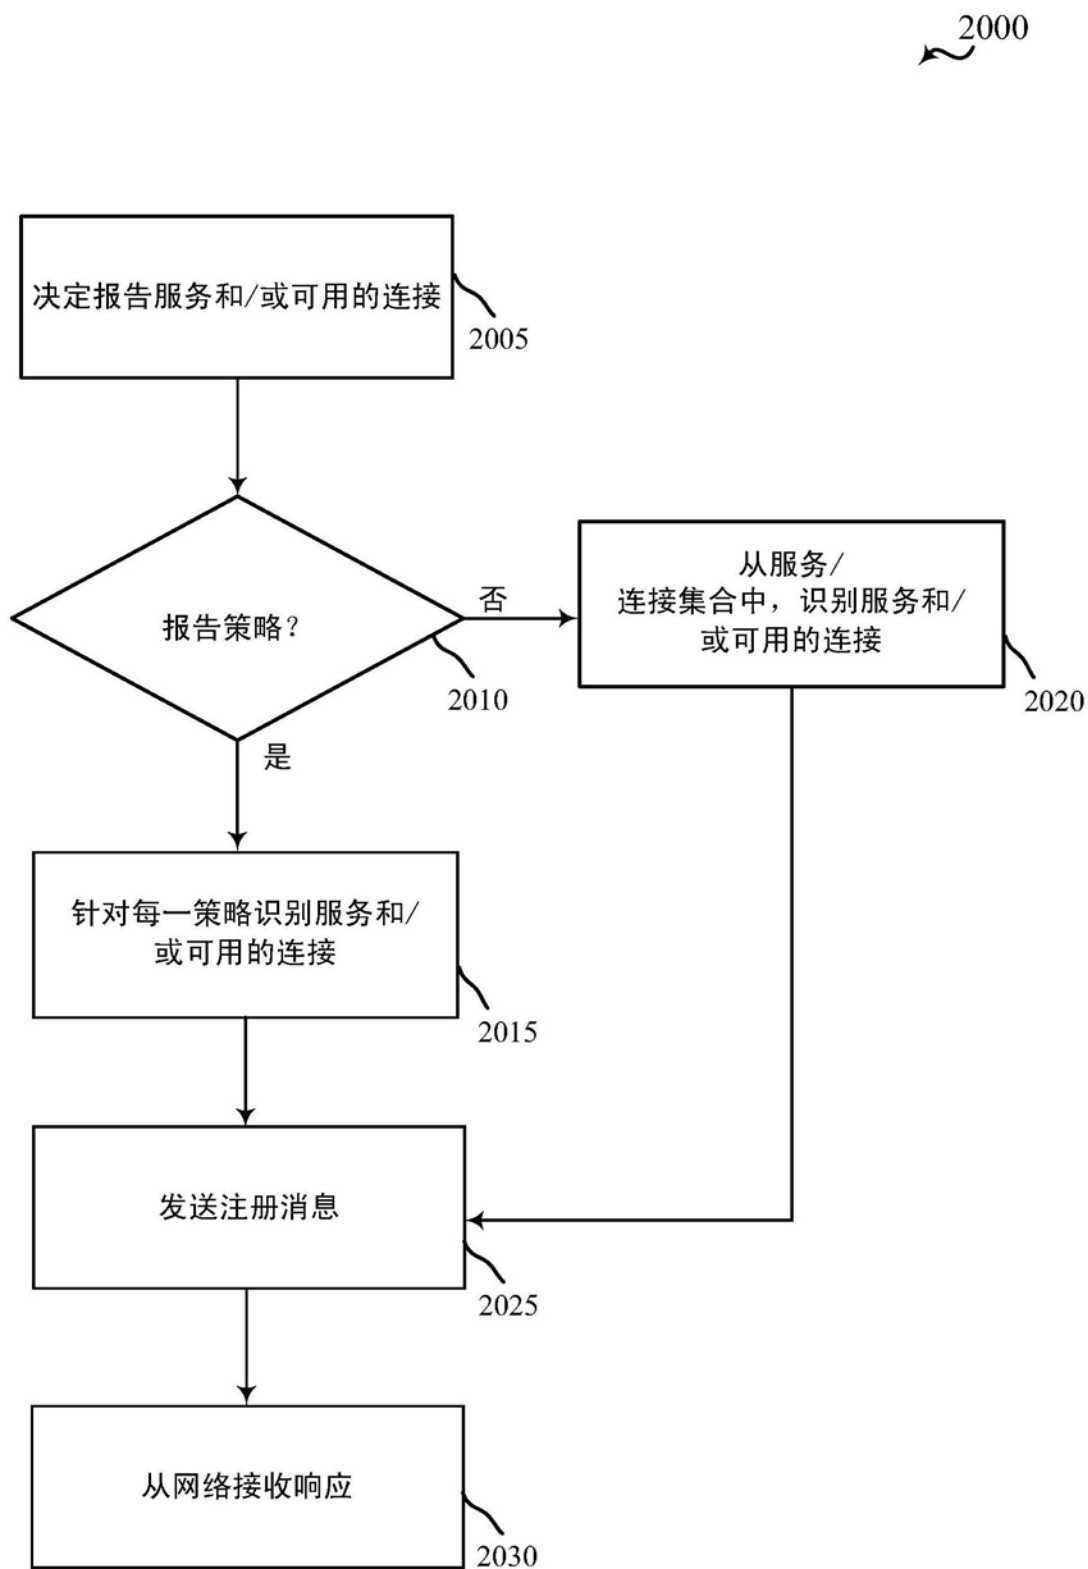 2000
决定报告服务和/或可用的连接
2005
报告策略?
否
2010
是
从服务/
连接集合中，识别服务和/
或可用的连接
2020
针对每一策略识别服务和/
或可用的连接
2015
发送注册消息
2025
从网络接收响应
2030